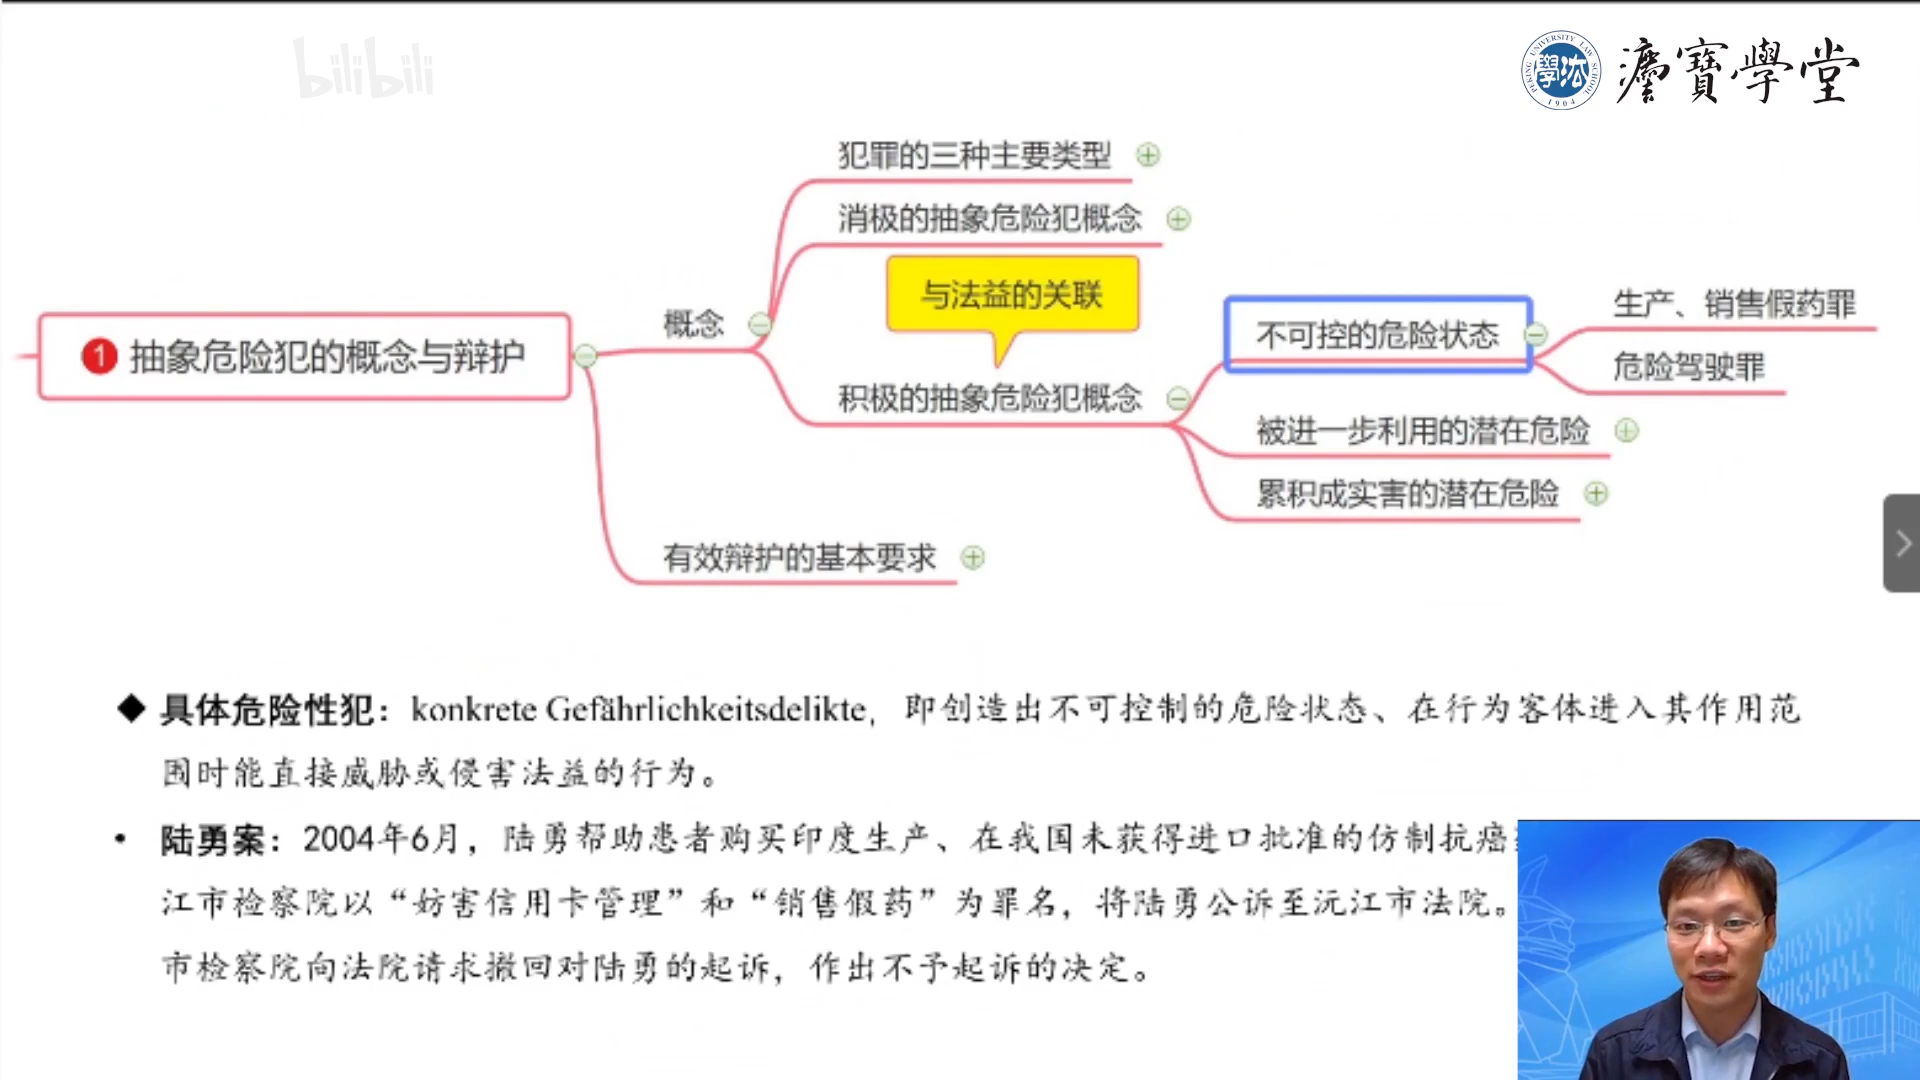 bilibili
PEKING UNIVERSITY LAW SCHOOL
1904
學法
灋寶學堂
犯罪的三种主要类型
消极的抽象危险犯概念
与法益的关联
生产、销售假药罪
概念
不可控的危险状态
1 抽象危险犯的概念与辩护
危险驾驶罪
积极的抽象危险犯概念
被进一步利用的潜在危险
累积成实害的潜在危险
有效辩护的基本要求
◆ 具体危险性犯：konkrete Gefährlichkeitsdelikte，即创造出不可控制的危险状态、在行为客体进入其作用范
围时能直接威胁或侵害法益的行为。
• 陆勇案：2004年6月，陆勇帮助患者购买印度生产、在我国未获得进口批准的仿制抗癌
江市检察院以“妨害信用卡管理”和“销售假药”为罪名，将陆勇公诉至沅江市法院。
市检察院向法院请求撤回对陆勇的起诉，作出不予起诉的决定。